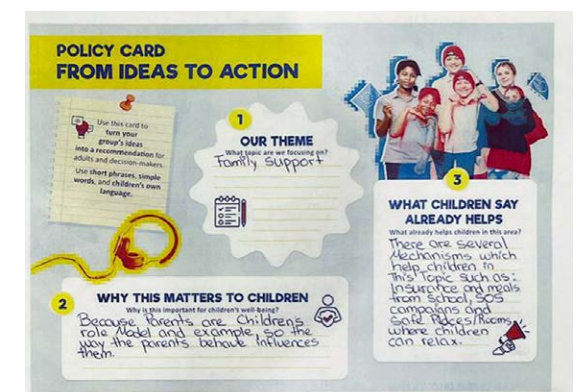 POLICY CARD
FROM IDEAS TO ACTION
Use this card to
turn your
group's ideas
into a recommendation for
adults and decision-makers.
Use short phrases, simple
words, and children's own
language.
1
OUR THEME
What topic are we focusing on?
Family support
2
WHY THIS MATTERS TO CHILDREN
Why is this important for children's well-being?
Because Parents are children's
role Model and example, so the
way the parents behave influences
them.
3
WHAT CHILDREN SAY
ALREADY HELPS
What already helps children in this area?
There are several
Mechanisms which
help children in
This Topic such as:
Insurance and meals
from School, SOS
campaigns and
Safe Places/Rooms
where children
can relax.